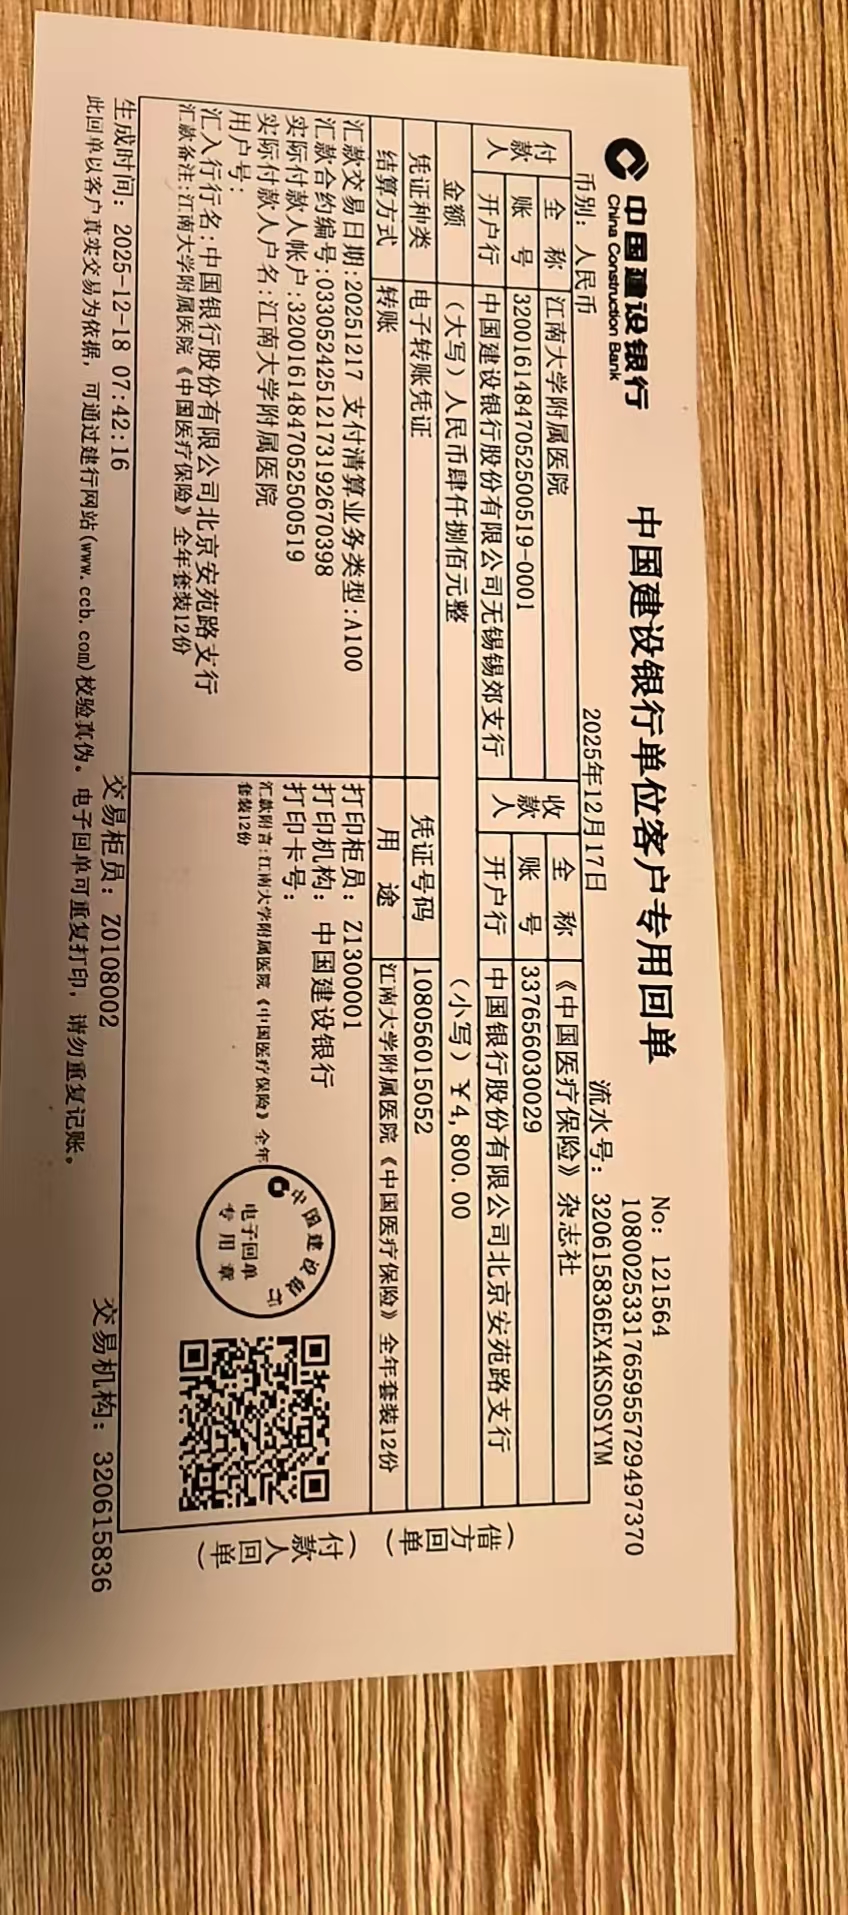 中国建设银行
China Construction Bank
中国建设银行单位客户专用回单
No: 121564
1080025331765955729497370
币别：人民币
2025年12月17日
流水号：320615836EX4KS0SYYM
付款人
全 称
江南大学附属医院
账 号
32001614847052500519-0001
开户行
中国建设银行股份有限公司无锡锡郊支行
收款人
全 称
《中国医疗保险》杂志社
账 号
337656030029
开户行
中国银行股份有限公司北京安苑路支行
金额
（大写）人民币肆仟捌佰元整
（小写）￥4,800.00
凭证种类
电子转账凭证
凭证号码
108056015052
结算方式
转账
用 途
江南大学附属医院《中国医疗保险》全年套装12份
汇款交易日期:20251217 支付清算业务类型:A100
汇款合约编号:03305242512173192670398
实际付款人帐户:32001614847052500519
实际付款人户名:江南大学附属医院
用户号:
汇入行行名:中国银行股份有限公司北京安苑路支行
汇款备注:江南大学附属医院《中国医疗保险》全年套装12份
打印柜员：Z1300001
打印机构：中国建设银行
打印卡号：
汇款附言:江南大学附属医院《中国医疗保险》全年
套装12份
中国建设银行
电子回单
专用章
（借方回单）
（付款人回单）
生成时间：2025-12-18 07:42:16
交易柜员：Z0108002
交易机构：320615836
此回单以客户真实交易为依据，可通过建行网站(www.ccb.com)校验真伪。电子回单可重复打印，请勿重复记账。